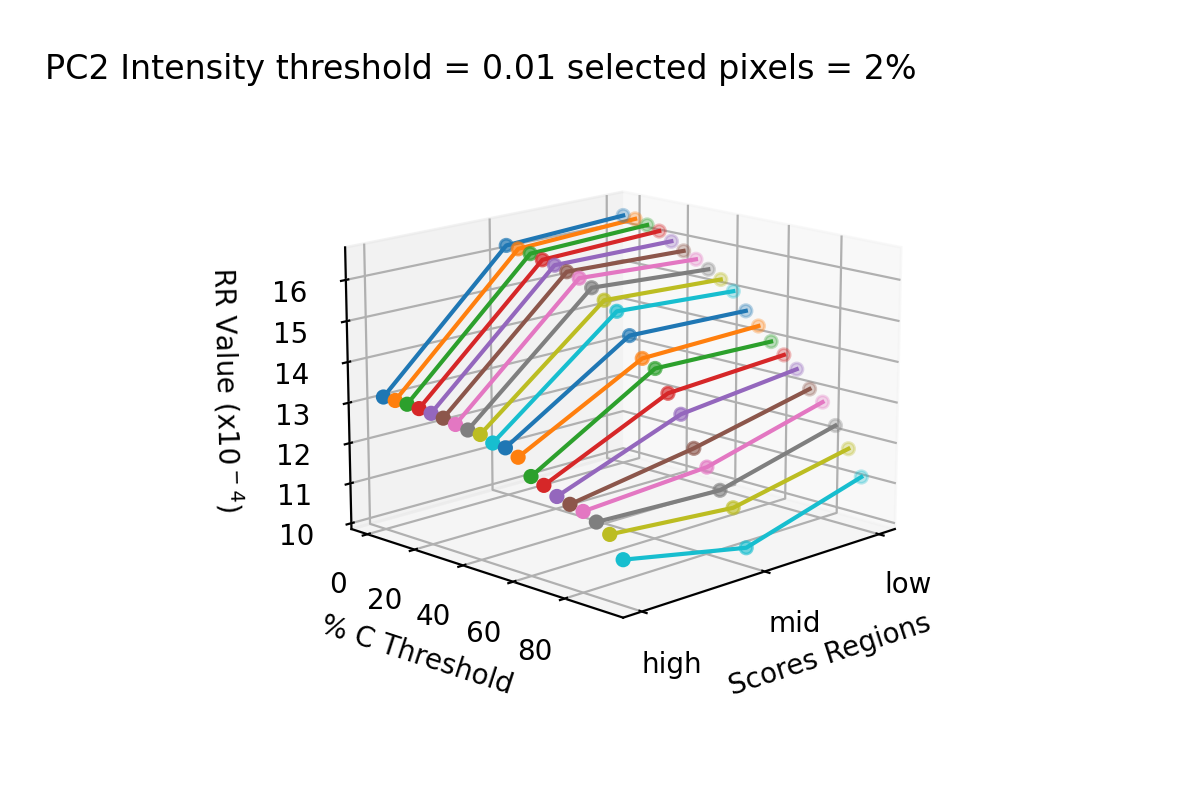 PC2 Intensity threshold = 0.01 selected pixels = 2%
RR Value (x10⁻⁴)
16
15
14
13
12
11
10
0
20
40
60
80
% C Threshold
high
mid
low
Scores Regions